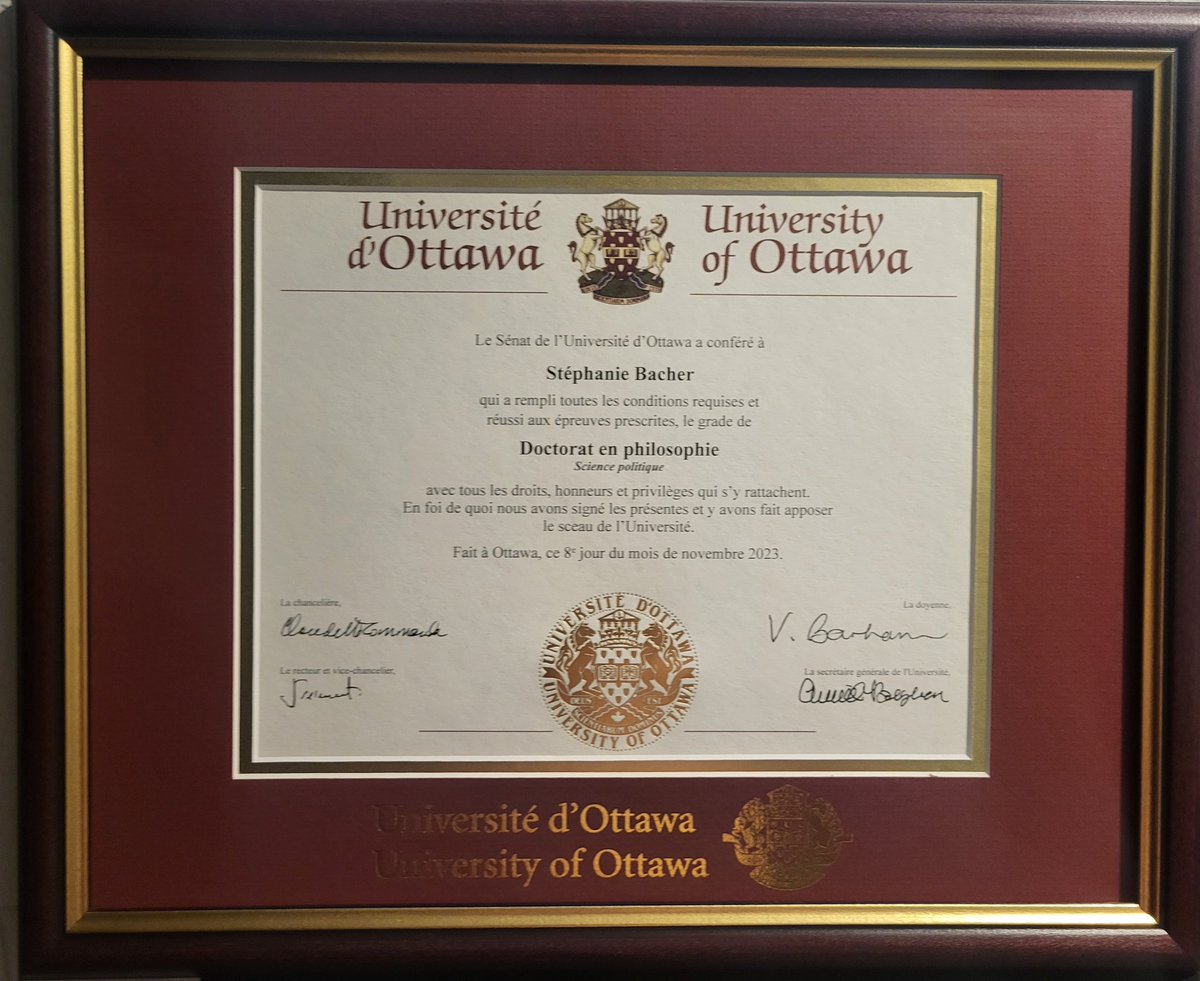 Université
d'Ottawa
University
of Ottawa
Le Sénat de l'Université d'Ottawa a conféré à
Stéphanie Bacher
qui a rempli toutes les conditions requises et
réussi aux épreuves prescrites, le grade de
Doctorat en philosophie
Science politique
avec tous les droits, honneurs et privilèges qui s'y rattachent.
En foi de quoi nous avons signé les présentes et y avons fait apposer
le sceau de l'Université.
Fait à Ottawa, ce 8e jour du mois de novembre 2023.
La chancelière,
La doyenne,
V. Barham
Le recteur et vice-chancelier,
La secrétaire générale de l'Université,
UNIVERSITÉ D'OTTAWA
UNIVERSITY OF OTTAWA
Université d'Ottawa
University of Ottawa